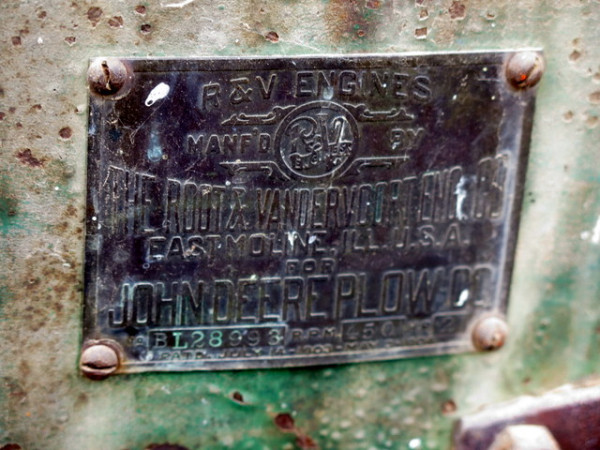 R & V ENGINES
MAN'F'D BY
R&V
ENGINES
THE ROOT & VANDERVOORT ENG. CO.
EAST MOLINE, ILL. U.S.A.
FOR
JOHN DEERE PLOW CO
BL28993 R.P.M. 450